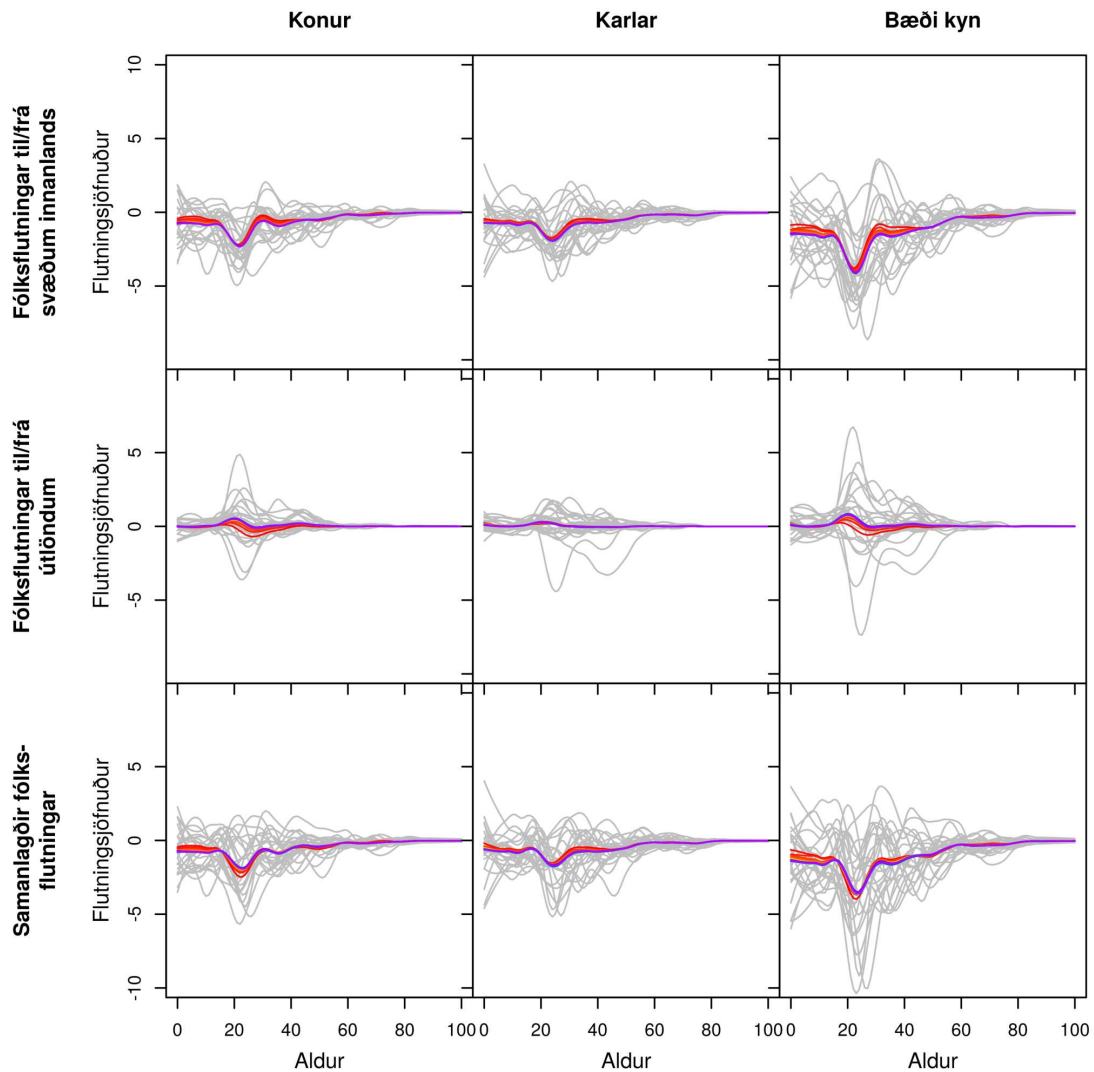 Konur
Karlar
Bæði kyn
Fólksflutningar til/frá
svæðum innanlands
Flutningsjöfnuður
10
5
0
-5
Fólksflutningar til/frá
útlöndum
Flutningsjöfnuður
5
0
-5
Samanlagðir fólks-
flutningar
Flutningsjöfnuður
5
0
-5
-10
0 20 40 60 80 100
0 20 40 60 80 100
0 20 40 60 80 100
Aldur
Aldur
Aldur